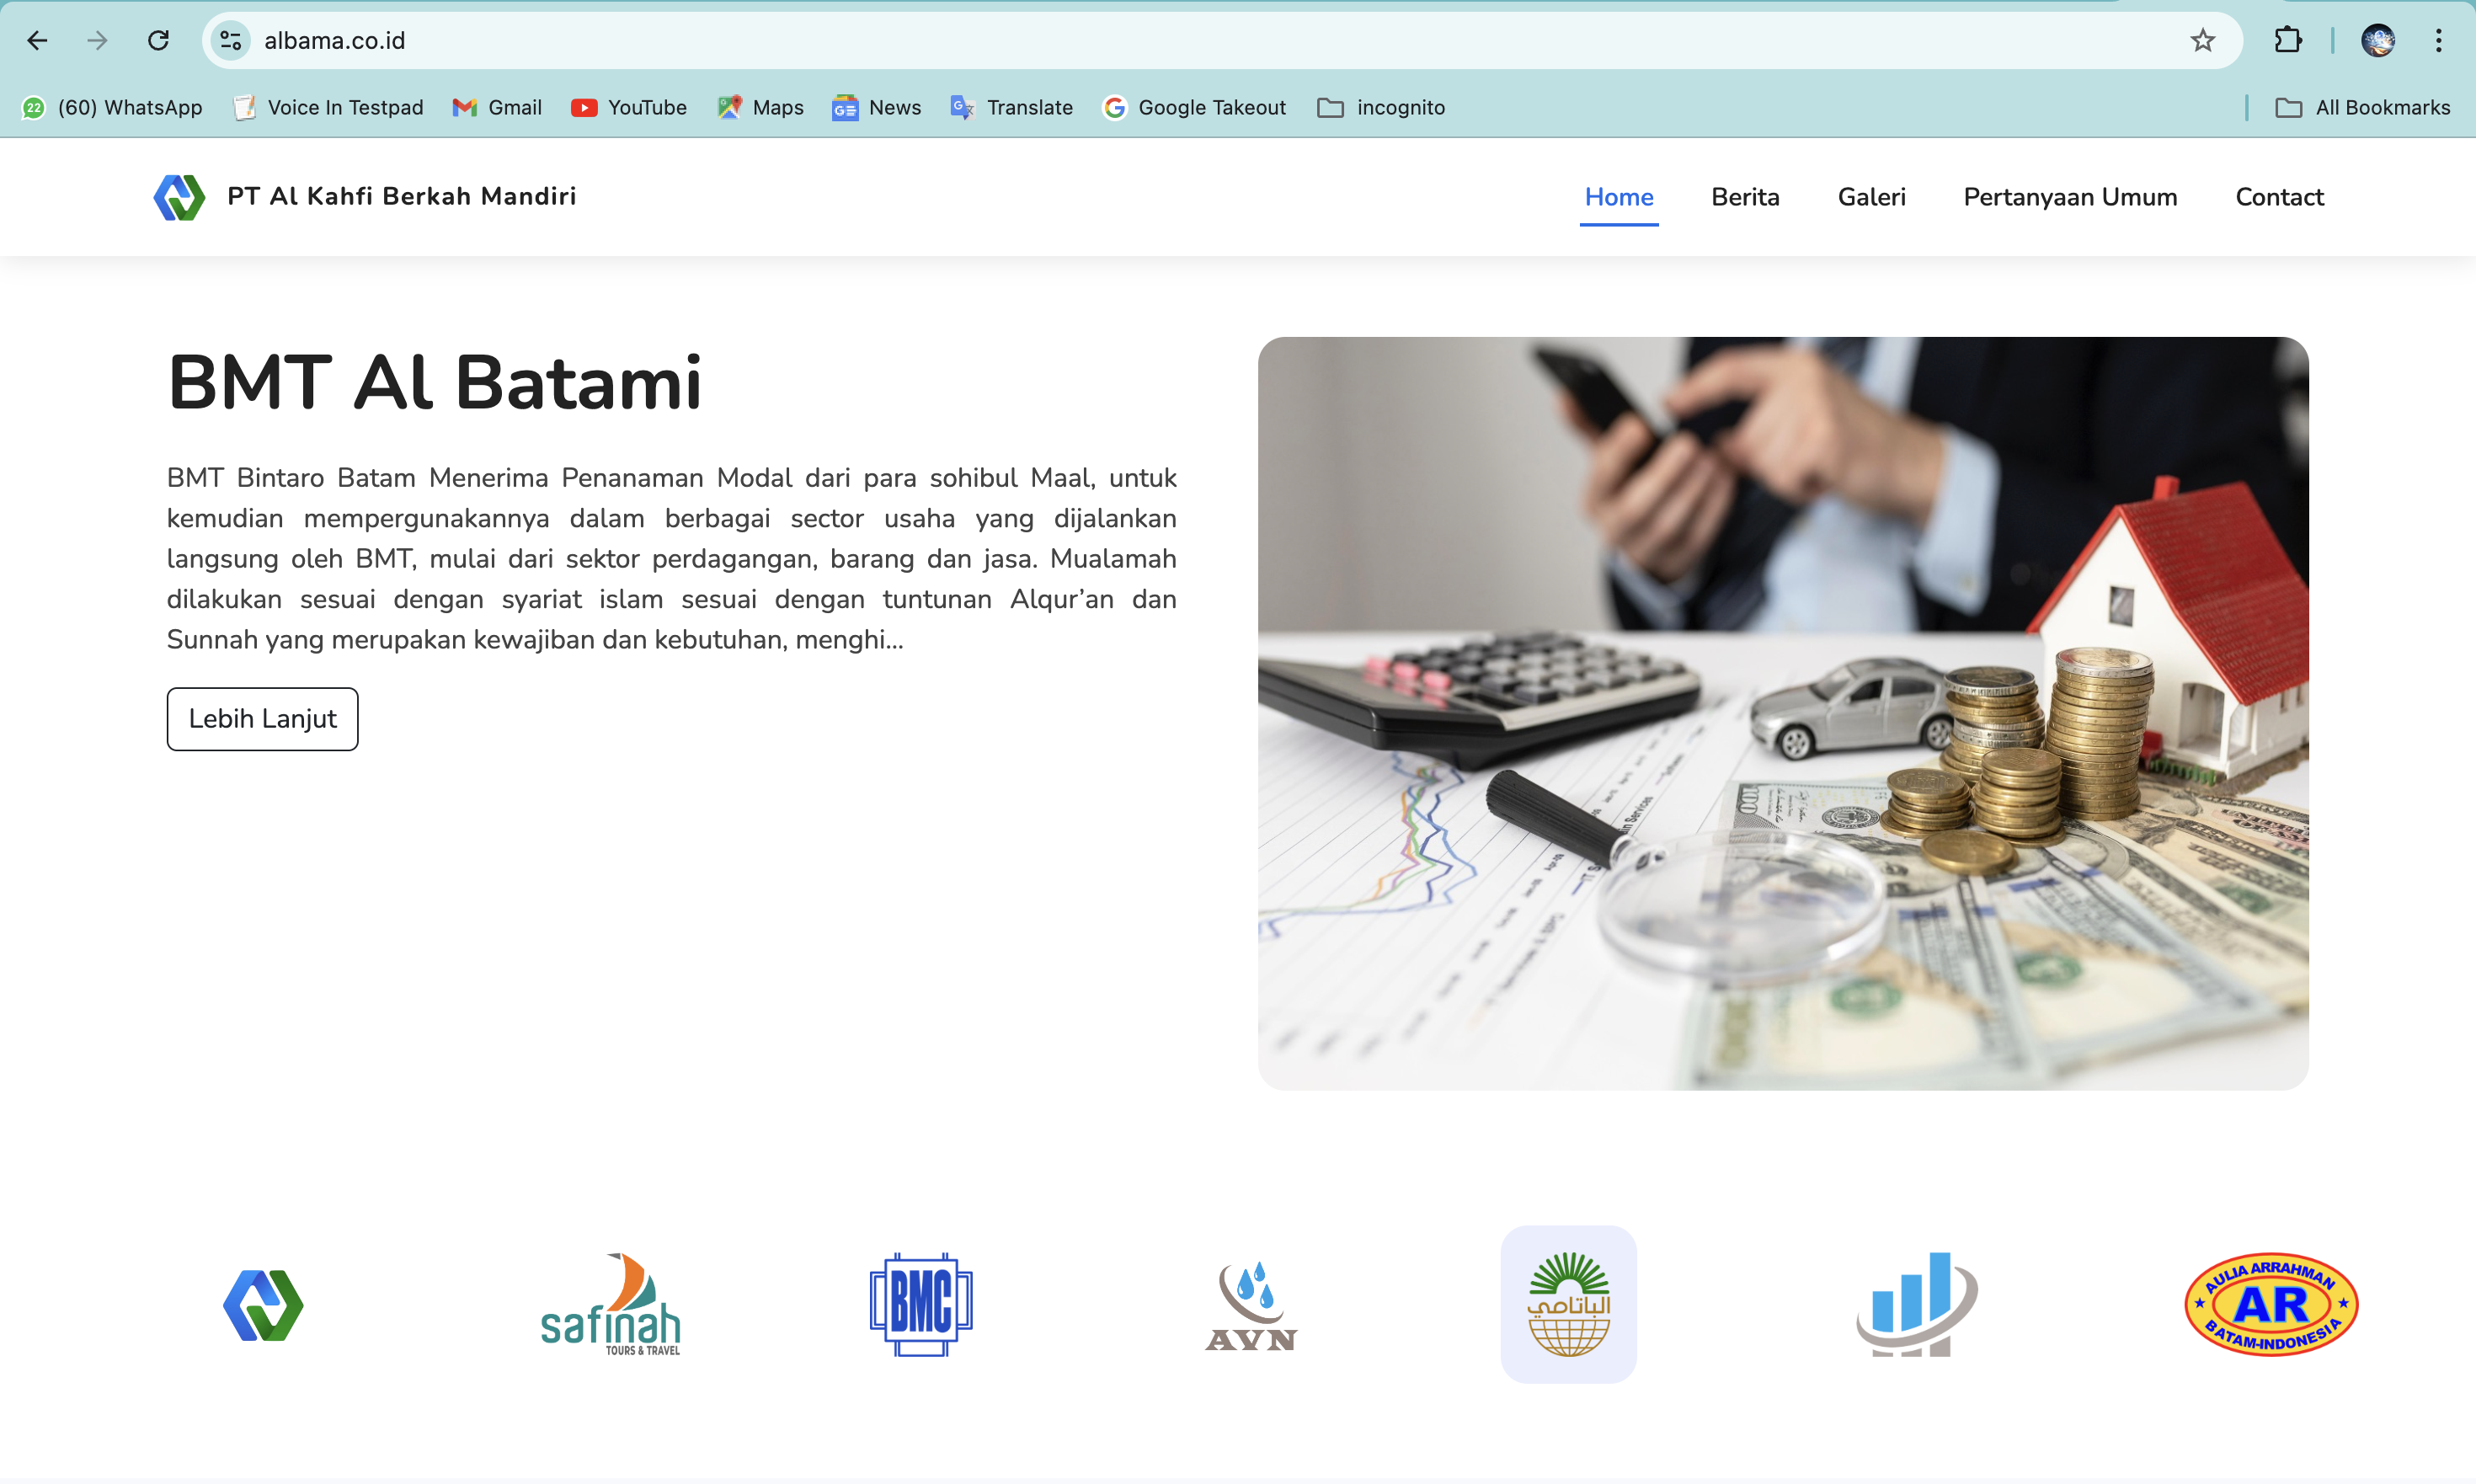 albama.co.id
22
(60) WhatsApp
Voice In Testpad
Gmail
YouTube
Maps
News
Translate
Google Takeout
incognito
All Bookmarks
PT Al Kahfi Berkah Mandiri
Home
Berita
Galeri
Pertanyaan Umum
Contact
BMT Al Batami
BMT Bintaro Batam Menerima Penanaman Modal dari para sohibul Maal, untuk
kemudian mempergunakannya dalam berbagai sector usaha yang dijalankan
langsung oleh BMT, mulai dari sektor perdagangan, barang dan jasa. Mualamah
dilakukan sesuai dengan syariat islam sesuai dengan tuntunan Alqur’an dan
Sunnah yang merupakan kewajiban dan kebutuhan, menghi...
Lebih Lanjut
100
safinah
TOURS & TRAVEL
BMC
AVN
الباتامي
AULIA ARRAHMAN
AR
BATAM-INDONESIA